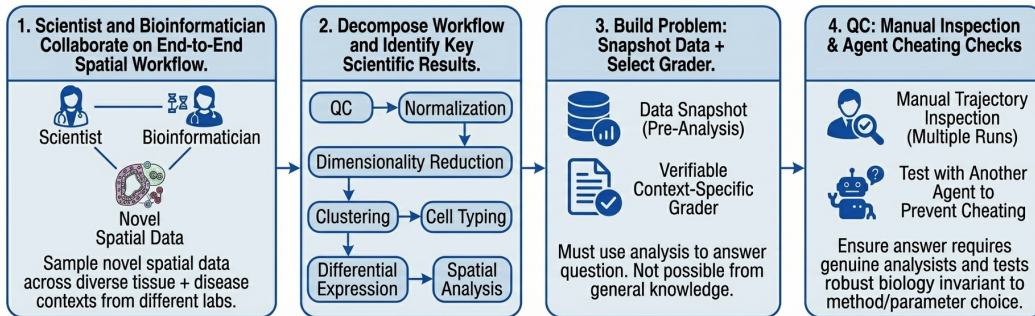 1. Scientist and Bioinformatician
Collaborate on End-to-End
Spatial Workflow.
Scientist
Bioinformatician
Novel
Spatial Data
Sample novel spatial data
across diverse tissue + disease
contexts from different labs.
2. Decompose Workflow
and Identify Key
Scientific Results.
QC
Normalization
Dimensionality Reduction
Clustering
Cell Typing
Differential
Expression
Spatial
Analysis
3. Build Problem:
Snapshot Data +
Select Grader.
Data Snapshot
(Pre-Analysis)
Verifiable
Context-Specific
Grader
Must use analysis to answer
question. Not possible from
general knowledge.
4. QC: Manual Inspection
& Agent Cheating Checks
Manual Trajectory
Inspection
(Multiple Runs)
?
Test with Another
Agent to
Prevent Cheating
Ensure answer requires
genuine analysists and tests
robust biology invariant to
method/parameter choice.